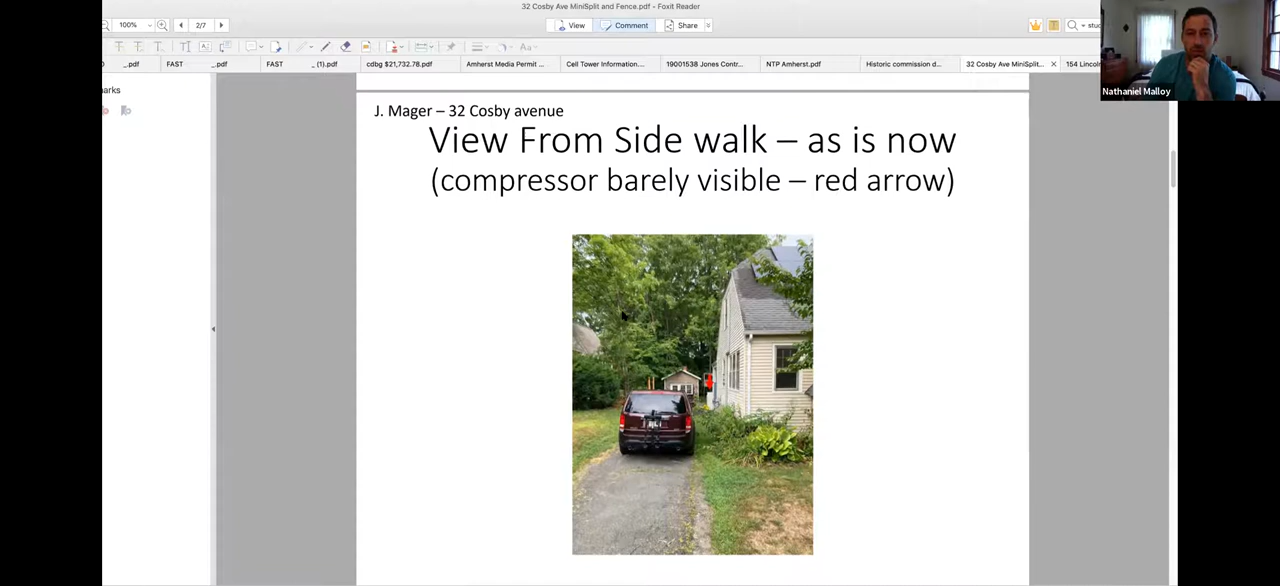 32 Cosby Ave MiniSplit and Fence.pdf - Foxit Reader
100%
2/7
View
Comment
Share
stuc
T T T T Aa
arks
_.pdf
FAST _.pdf
FAST _ (1).pdf
cdbg $21,732.78.pdf
Amherst Media Permit ...
Cell Tower Information....
19001538 Jones Contr...
NTP Amherst.pdf
Historic commission d...
32 Cosby Ave MiniSplit...
154 Lincol
Nathaniel Malloy
J. Mager – 32 Cosby avenue
View From Side walk – as is now
(compressor barely visible – red arrow)